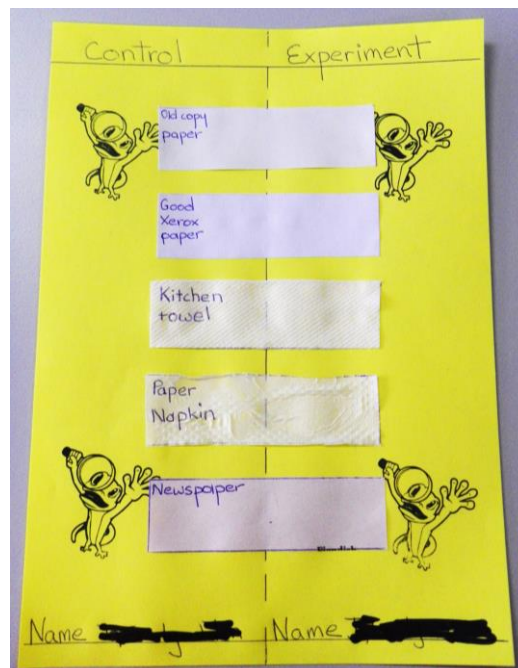 Control Experiment
Old copy
paper
Good
Xerox
paper
Kitchen
towel
Paper
Napkin
Newspaper
Name Name